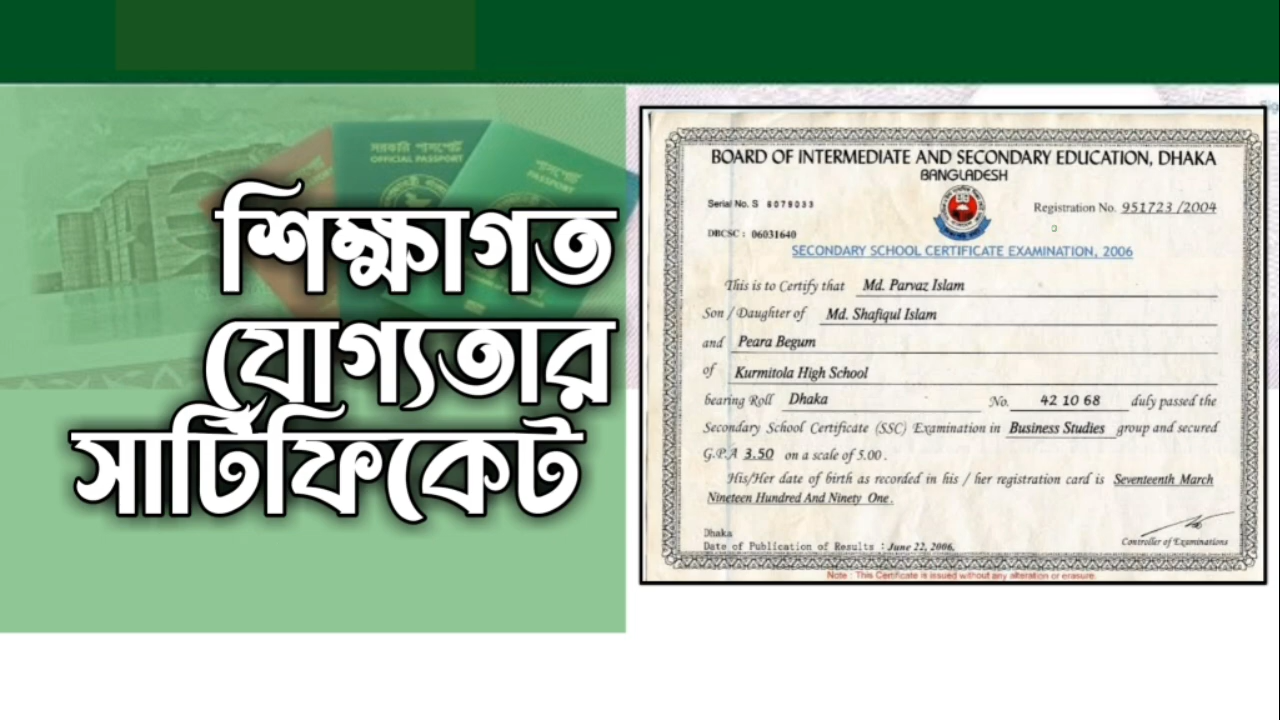 শিক্ষাগত
যোগ্যতার
সার্টিফিকেট
সরকারি পাসপোর্ট
OFFICIAL PASSPORT
পাসপোর্ট
PASSPORT
BOARD OF INTERMEDIATE AND SECONDARY EDUCATION, DHAKA
BANGLADESH
Serial No. S 6079033
Registration No. 951723 /2004
DBCSC : 06031640
SECONDARY SCHOOL CERTIFICATE EXAMINATION, 2006
This is to Certify that Md. Parvaz Islam
Son / Daughter of Md. Shafiqul Islam
and Peara Begum
of Kurmitola High School
bearing Roll Dhaka No. 42 10 68 duly passed the
Secondary School Certificate (SSC) Examination in Business Studies group and secured
G.P.A 3.50 on a scale of 5.00 .
His/Her date of birth as recorded in his / her registration card is Seventeenth March
Nineteen Hundred And Ninety One.
Dhaka
Date of Publication of Results : June 22, 2006.
Controller of Examinations
Note : This Certificate is issued without any alteration or erasure.